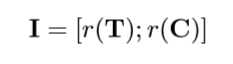 I = [r(T); r(C)]